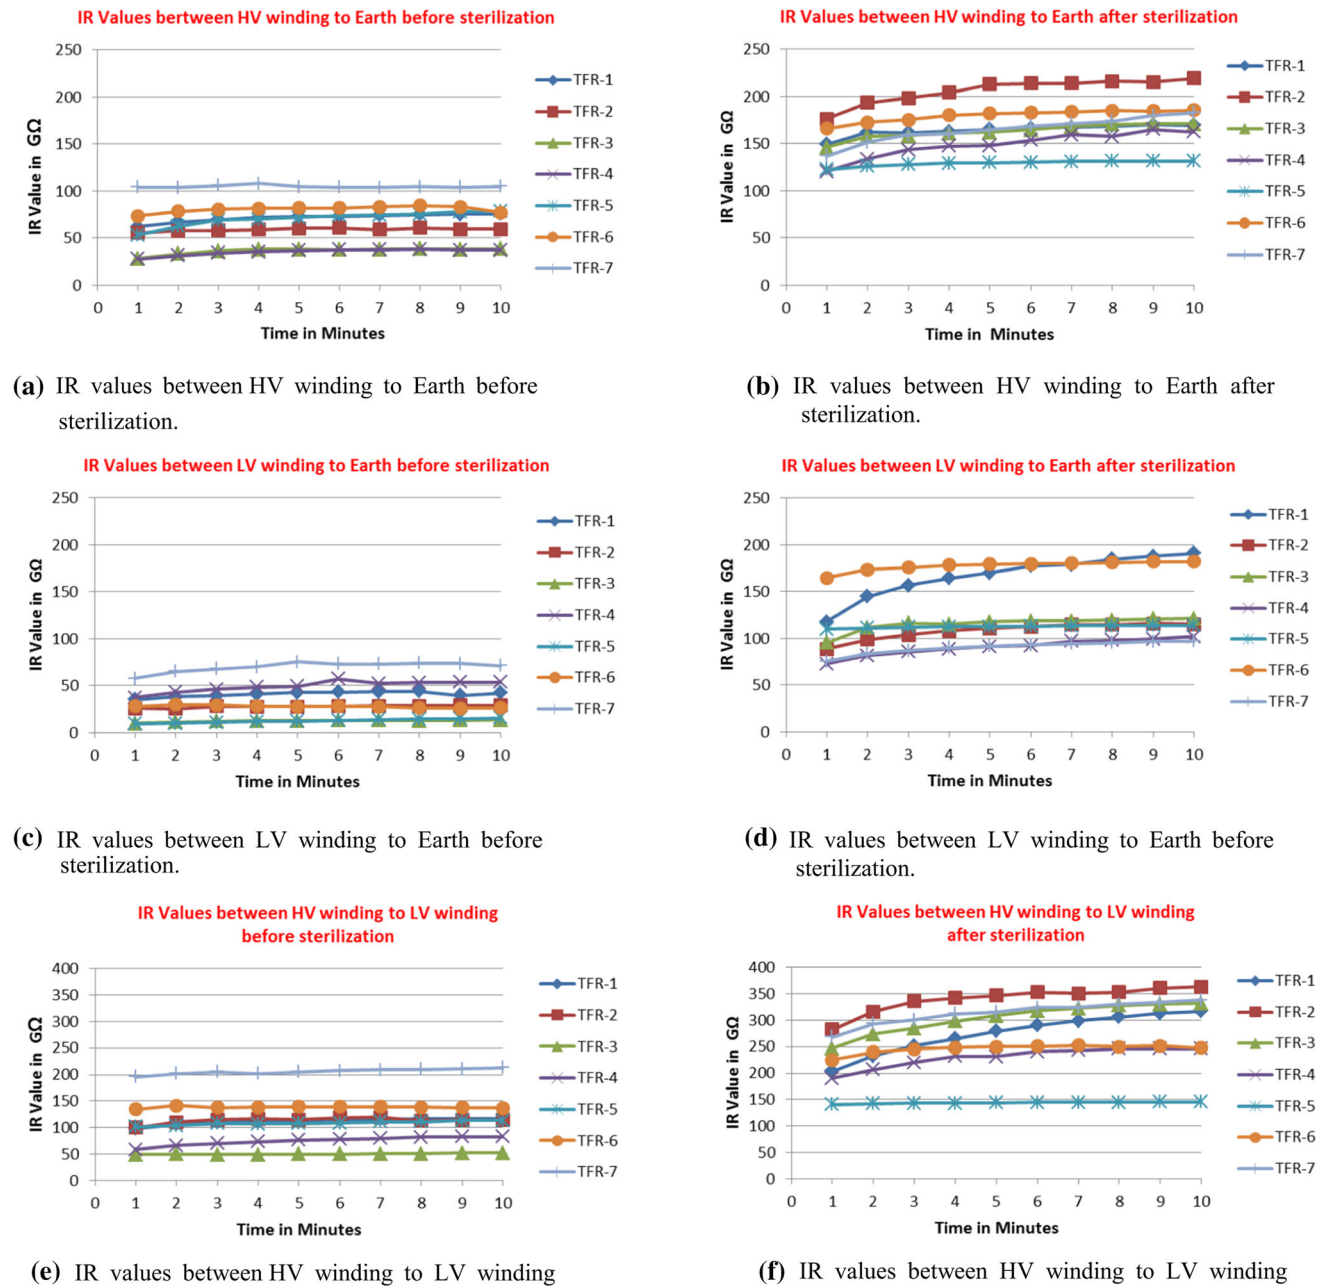 IR Values bertween HV winding to Earth before sterilization
250
200
150
100
50
0
IR Value in GΩ
0 1 2 3 4 5 6 7 8 9 10
Time in Minutes
TFR-1
TFR-2
TFR-3
TFR-4
TFR-5
TFR-6
TFR-7
(a) IR values between HV winding to Earth before
sterilization.
IR Values between HV winding to Earth after sterilization
250
200
150
100
50
0
IR Value in GΩ
0 1 2 3 4 5 6 7 8 9 10
Time in Minutes
TFR-1
TFR-2
TFR-3
TFR-4
TFR-5
TFR-6
TFR-7
(b) IR values between HV winding to Earth after
sterilization.
IR Values between LV winding to Earth before sterilization
250
200
150
100
50
0
IR Value in GΩ
0 1 2 3 4 5 6 7 8 9 10
Time in Minutes
TFR-1
TFR-2
TFR-3
TFR-4
TFR-5
TFR-6
TFR-7
(c) IR values between LV winding to Earth before
sterilization.
IR Values between LV winding to Earth after sterilization
250
200
150
100
50
0
IR Value in GΩ
0 1 2 3 4 5 6 7 8 9 10
Time in Minutes
TFR-1
TFR-2
TFR-3
TFR-4
TFR-5
TFR-6
TFR-7
(d) IR values between LV winding to Earth before
sterilization.
IR Values between HV winding to LV winding
before sterilization
400
350
300
250
200
150
100
50
0
IR Value in GΩ
0 1 2 3 4 5 6 7 8 9 10
Time in Minutes
TFR-1
TFR-2
TFR-3
TFR-4
TFR-5
TFR-6
TFR-7
(e) IR values between HV winding to LV winding
IR Values between HV winding to LV winding
after sterilization
400
350
300
250
200
150
100
50
0
IR Value in GΩ
0 1 2 3 4 5 6 7 8 9 10
Time in Minutes
TFR-1
TFR-2
TFR-3
TFR-4
TFR-5
TFR-6
TFR-7
(f) IR values between HV winding to LV winding